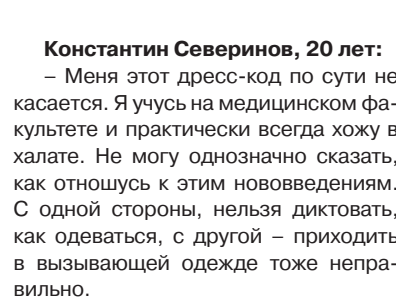 Константин Северинов, 20 лет:
– Меня этот дресс-код по сути не
касается. Я учусь на медицинском фа-
культете и практически всегда хожу в
халате. Не могу однозначно сказать,
как отношусь к этим нововведениям.
С одной стороны, нельзя диктовать,
как одеваться, с другой – приходить
в вызывающей одежде тоже непра-
вильно.